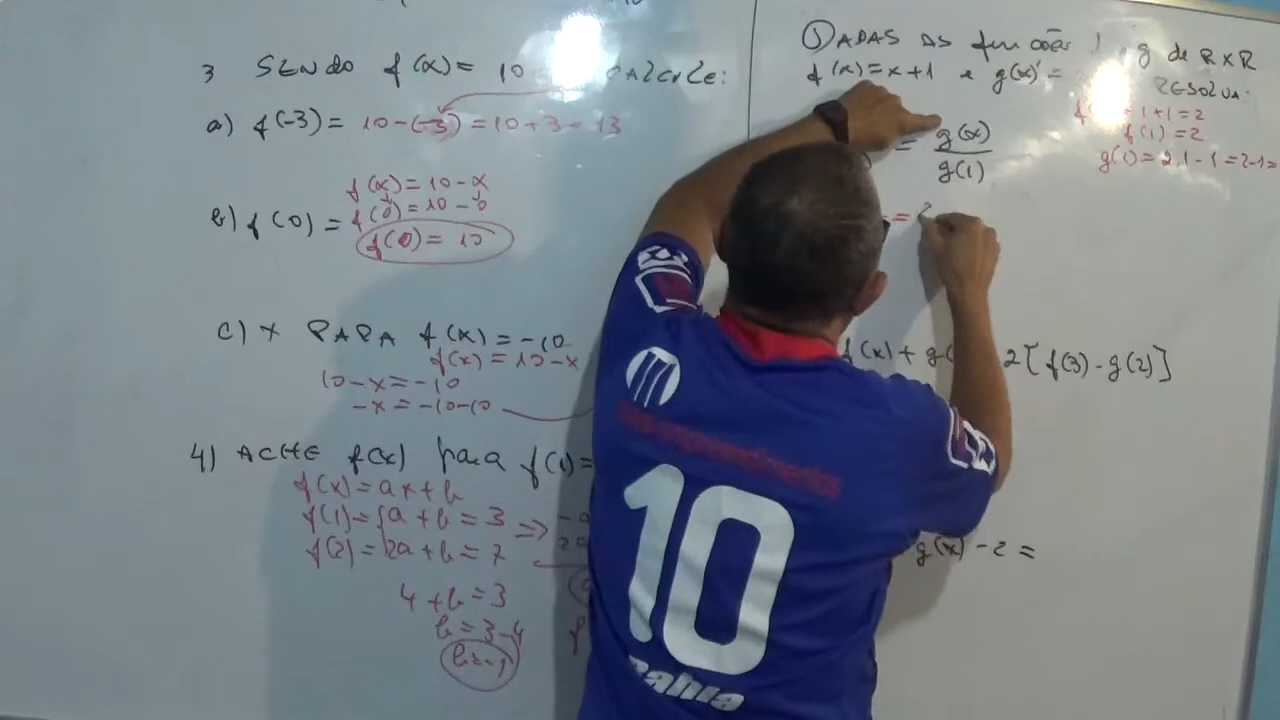 3 SENDO f(x) = 10 CALCULE:
a) f(-3) = 10-(-3) = 10+3 = 13
f(x) = 10-x
b) f(0) = f(0) = 10-0
f(0) = 10
c) x PARA f(x) = -10
f(x) = 10-x
10-x = -10
-x = -10-10
4) ACHE f(x) para f(1) =
f(x) = ax+b
f(1) = {a+b = 3 =>
f(2) = {2a+b = 7
4+b = 3
b = 3-4
b = -1
① DADAS AS funções g de RxR
f(x) = x+1 e g(x) =
RESOLVA:
1+1 = 2
f(1) = 2
g(1) = 2.1-1 = 2-1 =
= g(x)
g(1)
=
f(x) + g( 2[f(3)-g(2)]
g(x) - 2 =
10
Bahia